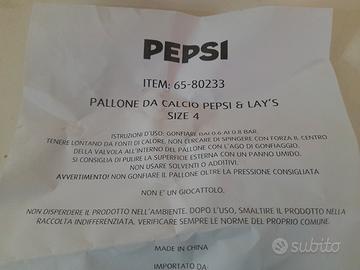 PEPSI
ITEM: 65-80233
PALLONE DA CALCIO PEPSI & LAY'S
SIZE 4
ISTRUZIONI D'USO: GONFIARE DAI 0.6 AI 0.8 BAR.
TENERE LONTANO DA FONTI DI CALORE, NON CERCARE DI SPINGERE CON FORZA IL CENTRO
DELLA VALVOLA ALL'INTERNO DEL PALLONE CON L'AGO DI GONFIAGGIO.
SI CONSIGLIA DI PULIRE LA SUPERFICIE ESTERNA CON UN PANNO UMIDO.
NON USARE SOLVENTI O ADDITIVI.
AVVERTIMENTO! NON GONFIARE IL PALLONE OLTRE LA PRESSIONE CONSIGLIATA
NON E' UN GIOCATTOLO.
NON DISPERDERE IL PRODOTTO NELL'AMBIENTE. DOPO L'USO, SMALTIRE IL PRODOTTO NELLA
RACCOLTA INDIFFERENZIATA. VERIFICARE SEMPRE LE NORME DEL PROPRIO COMUNE.
MADE IN CHINA
IMPORTATO DA:
subito